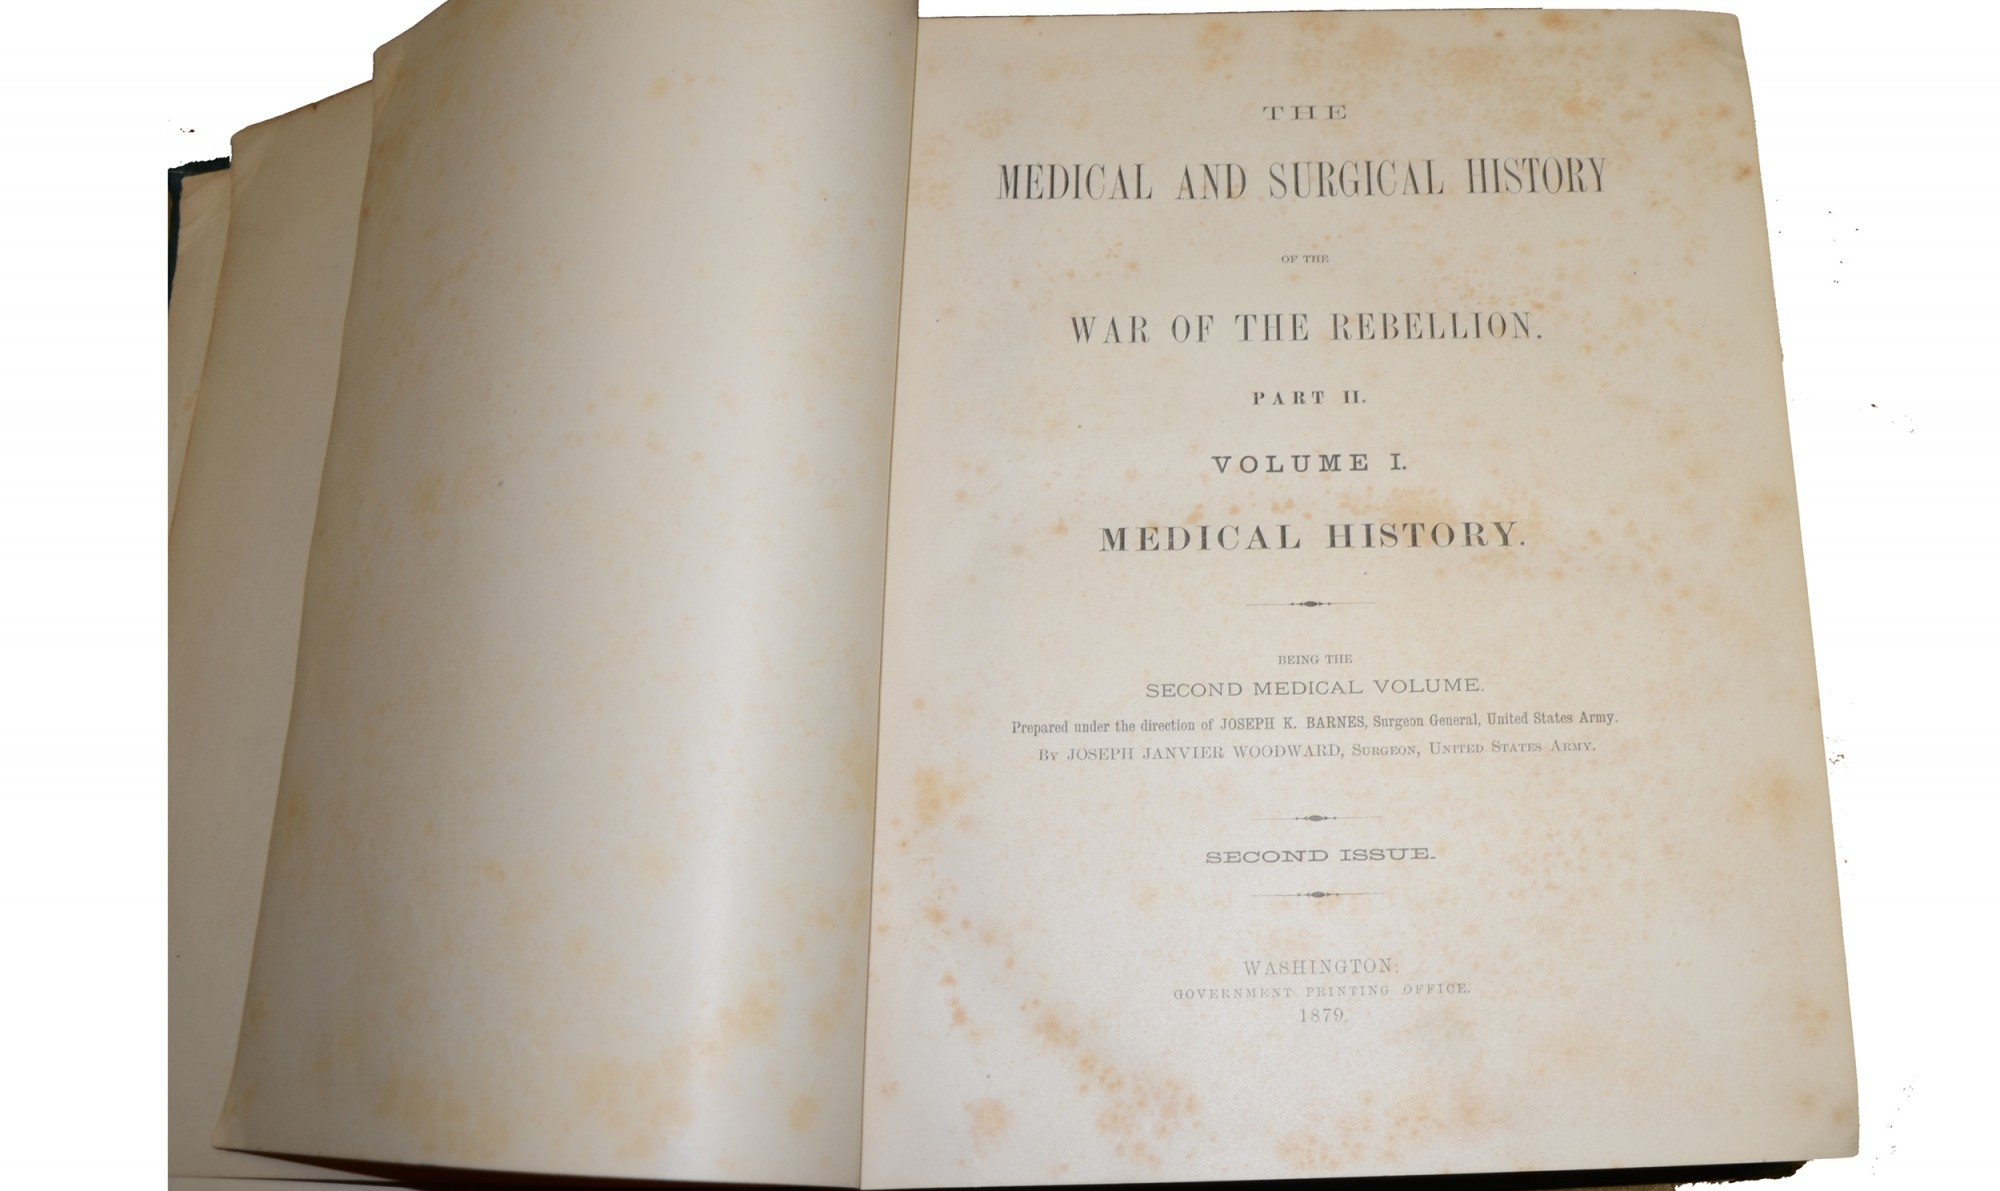 THE
MEDICAL AND SURGICAL HISTORY
OF THE
WAR OF THE REBELLION.
PART II.
VOLUME I.
MEDICAL HISTORY.
BEING THE
SECOND MEDICAL VOLUME.
Prepared under the direction of JOSEPH K. BARNES, Surgeon General, United States Army.
By JOSEPH JANVIER WOODWARD, Surgeon, United States Army.
SECOND ISSUE.
WASHINGTON:
GOVERNMENT PRINTING OFFICE.
1879.